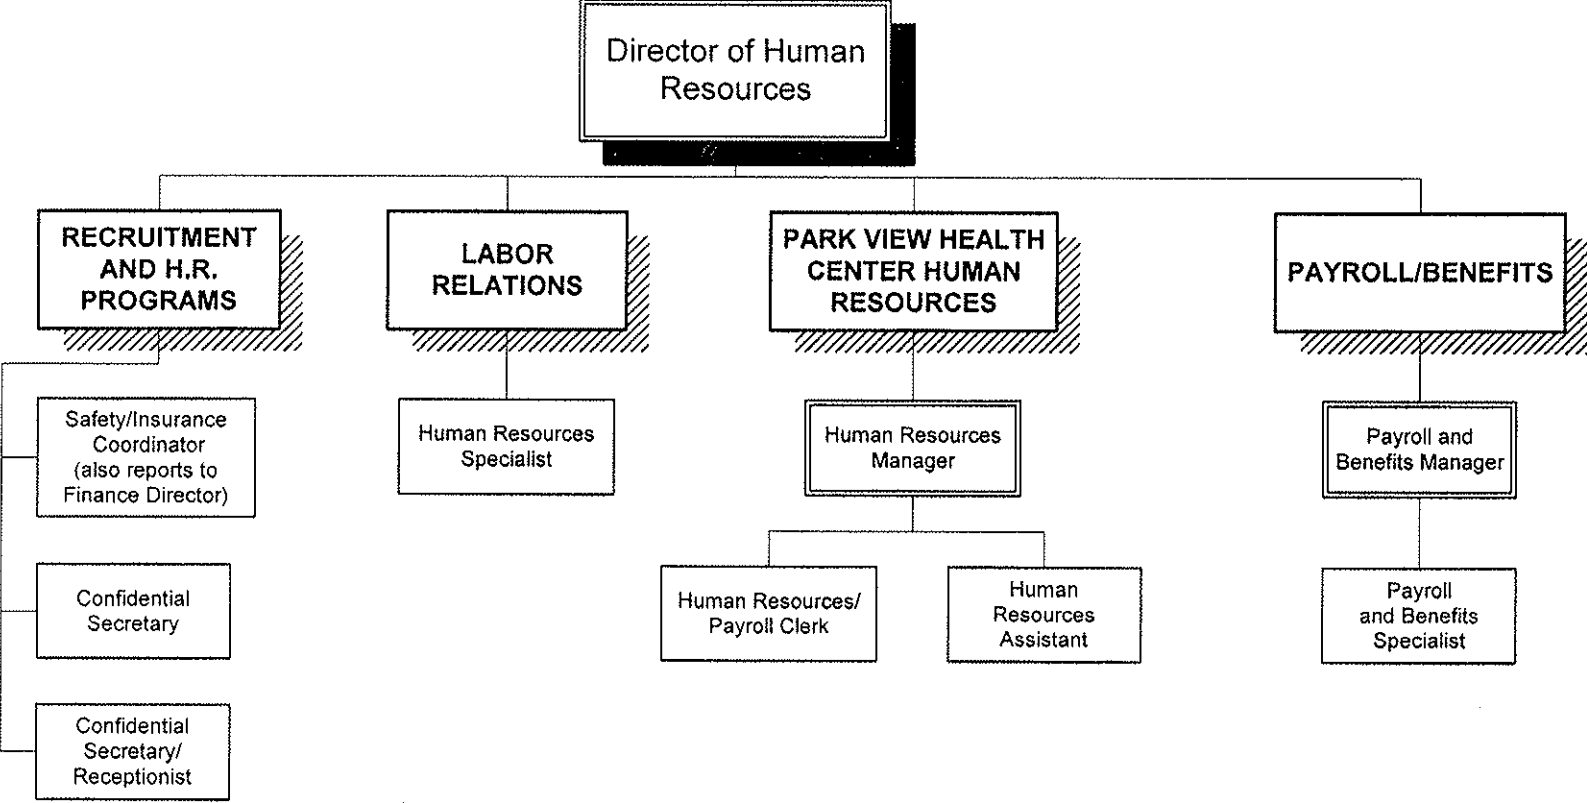 Director of Human
Resources
RECRUITMENT
AND H.R.
PROGRAMS
LABOR
RELATIONS
PARK VIEW HEALTH
CENTER HUMAN
RESOURCES
PAYROLL/BENEFITS
Safety/Insurance
Coordinator
(also reports to
Finance Director)
Confidential
Secretary
Confidential
Secretary/
Receptionist
Human Resources
Specialist
Human Resources
Manager
Human Resources/
Payroll Clerk
Human
Resources
Assistant
Payroll and
Benefits Manager
Payroll
and Benefits
Specialist